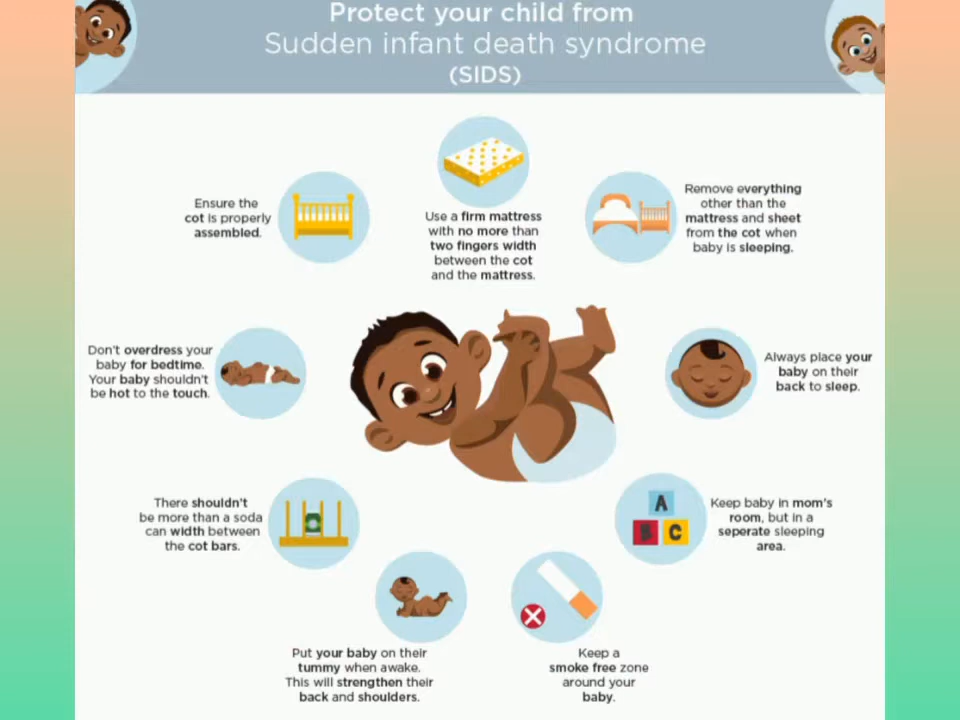 Protect your child from
Sudden infant death syndrome
(SIDS)
Ensure the
cot is properly
assembled.
Use a firm mattress
with no more than
two fingers width
between the cot
and the mattress.
Remove everything
other than the
mattress and sheet
from the cot when
baby is sleeping.
Don't overdress your
baby for bedtime.
Your baby shouldn't
be hot to the touch.
Always place your
baby on their
back to sleep.
There shouldn't
be more than a soda
can width between
the cot bars.
A
B C
Keep baby in mom's
room, but in a
seperate sleeping
area.
Put your baby on their
tummy when awake.
This will strengthen their
back and shoulders.
Keep a
smoke free zone
around your
baby.